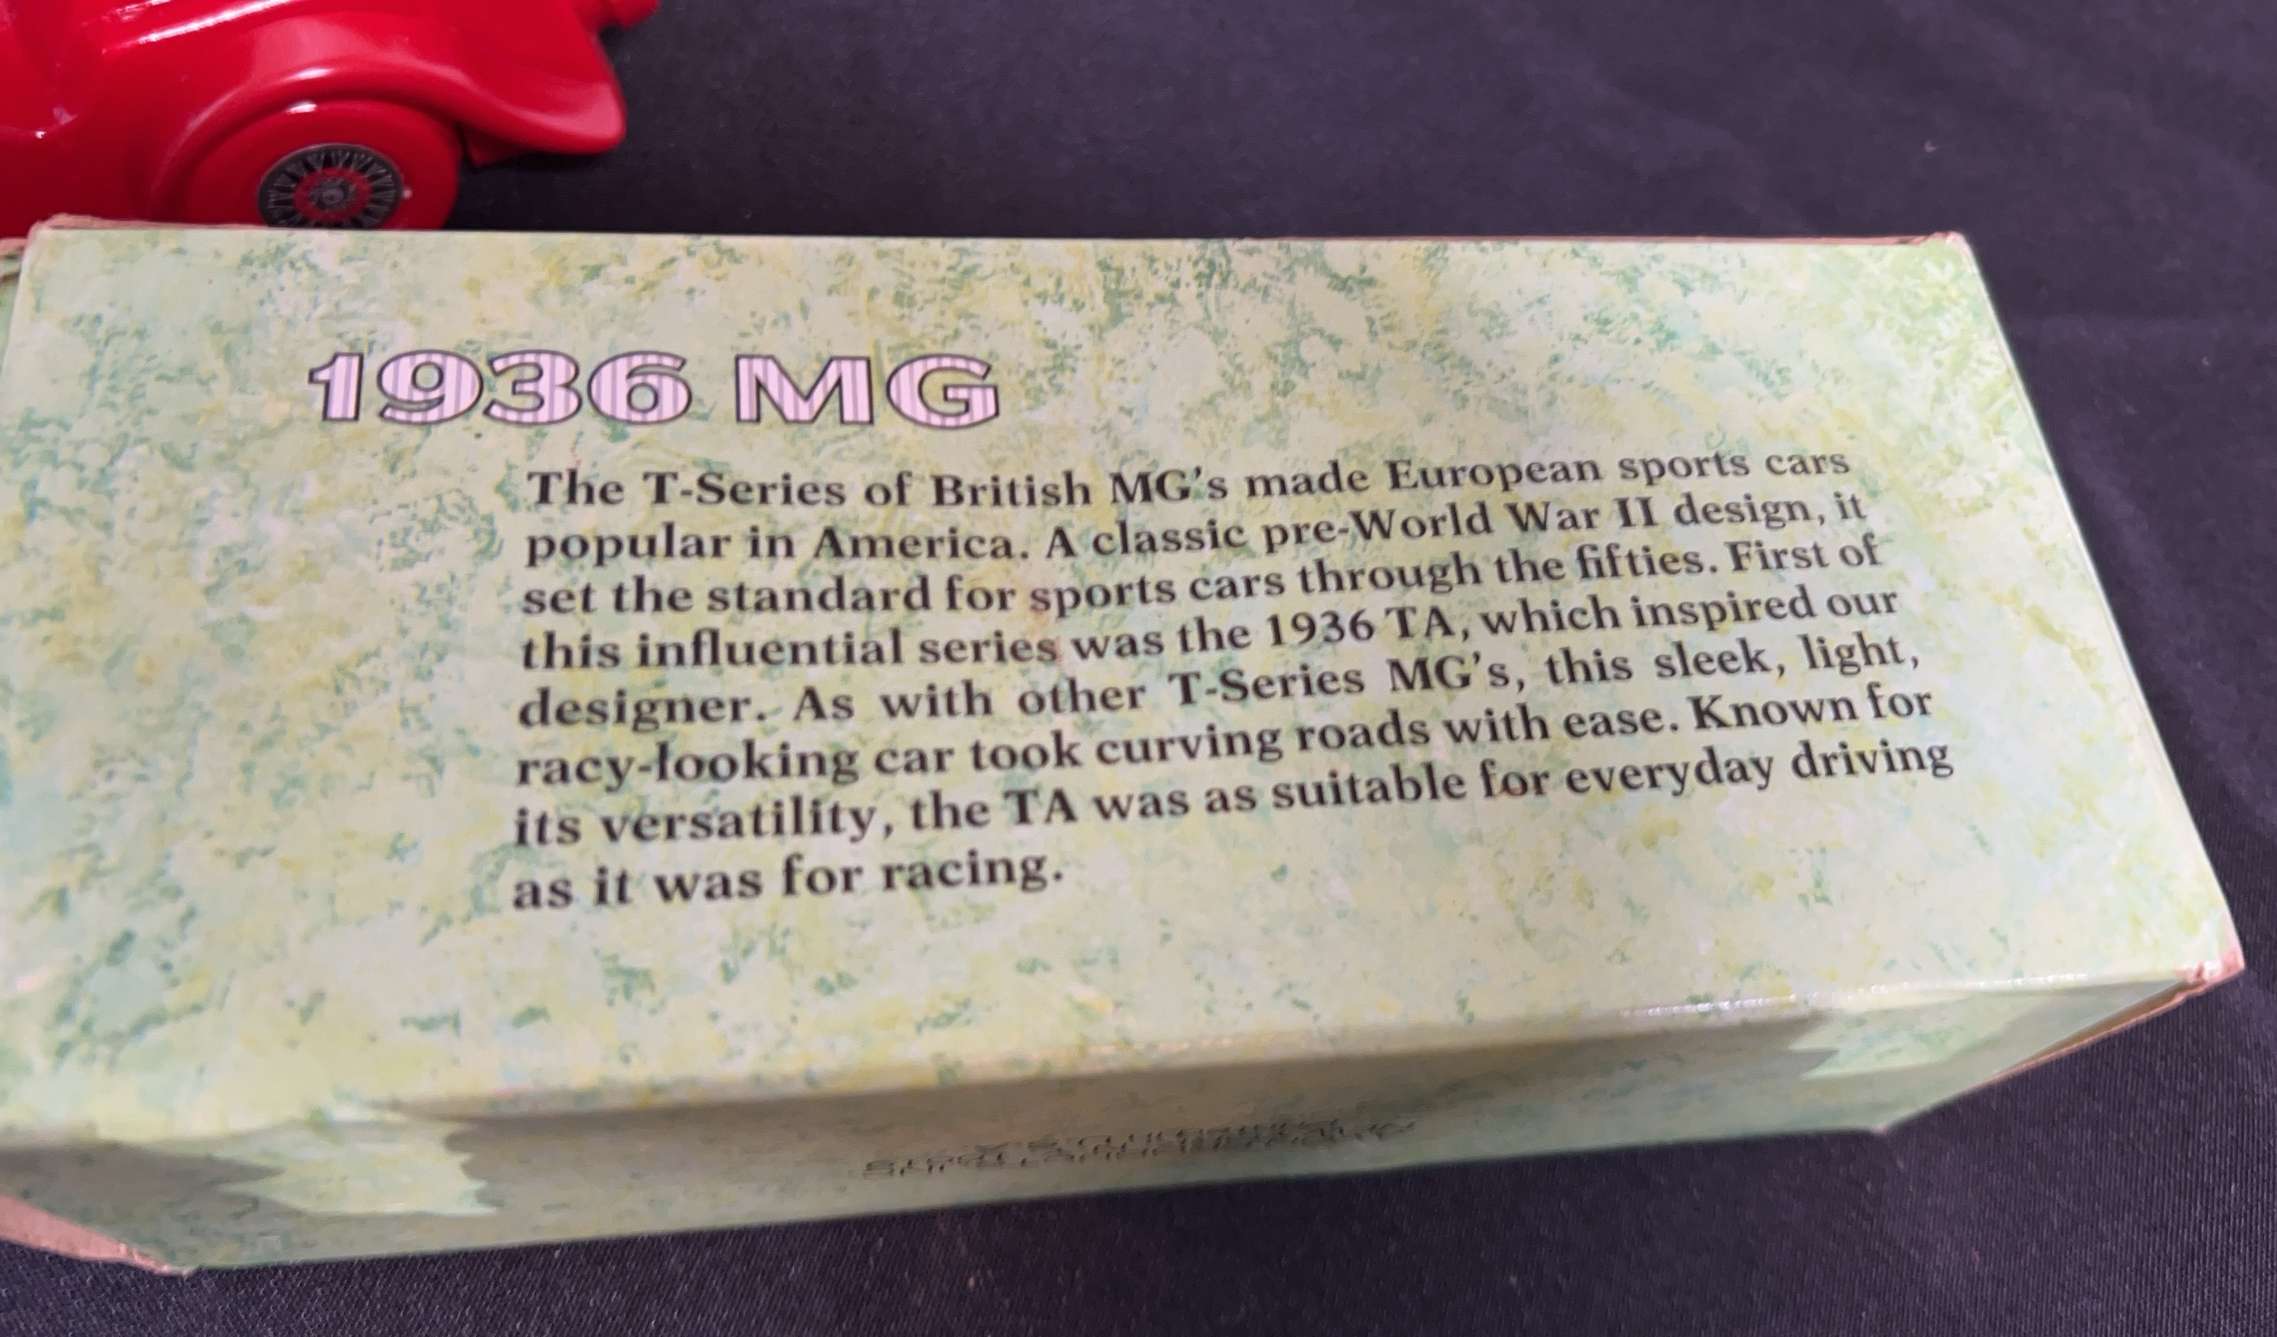 1936 MG
The T-Series of British MG's made European sports cars
popular in America. A classic pre-World War II design, it
set the standard for sports cars through the fifties. First of
this influential series was the 1936 TA, which inspired our
designer. As with other T-Series MG's, this sleek, light,
racy-looking car took curving roads with ease. Known for
its versatility, the TA was as suitable for everyday driving
as it was for racing.